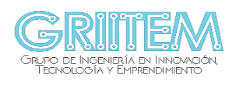 GRIITEM
Grupo de Ingeniería en Innovación,
Tecnología y Emprendimiento